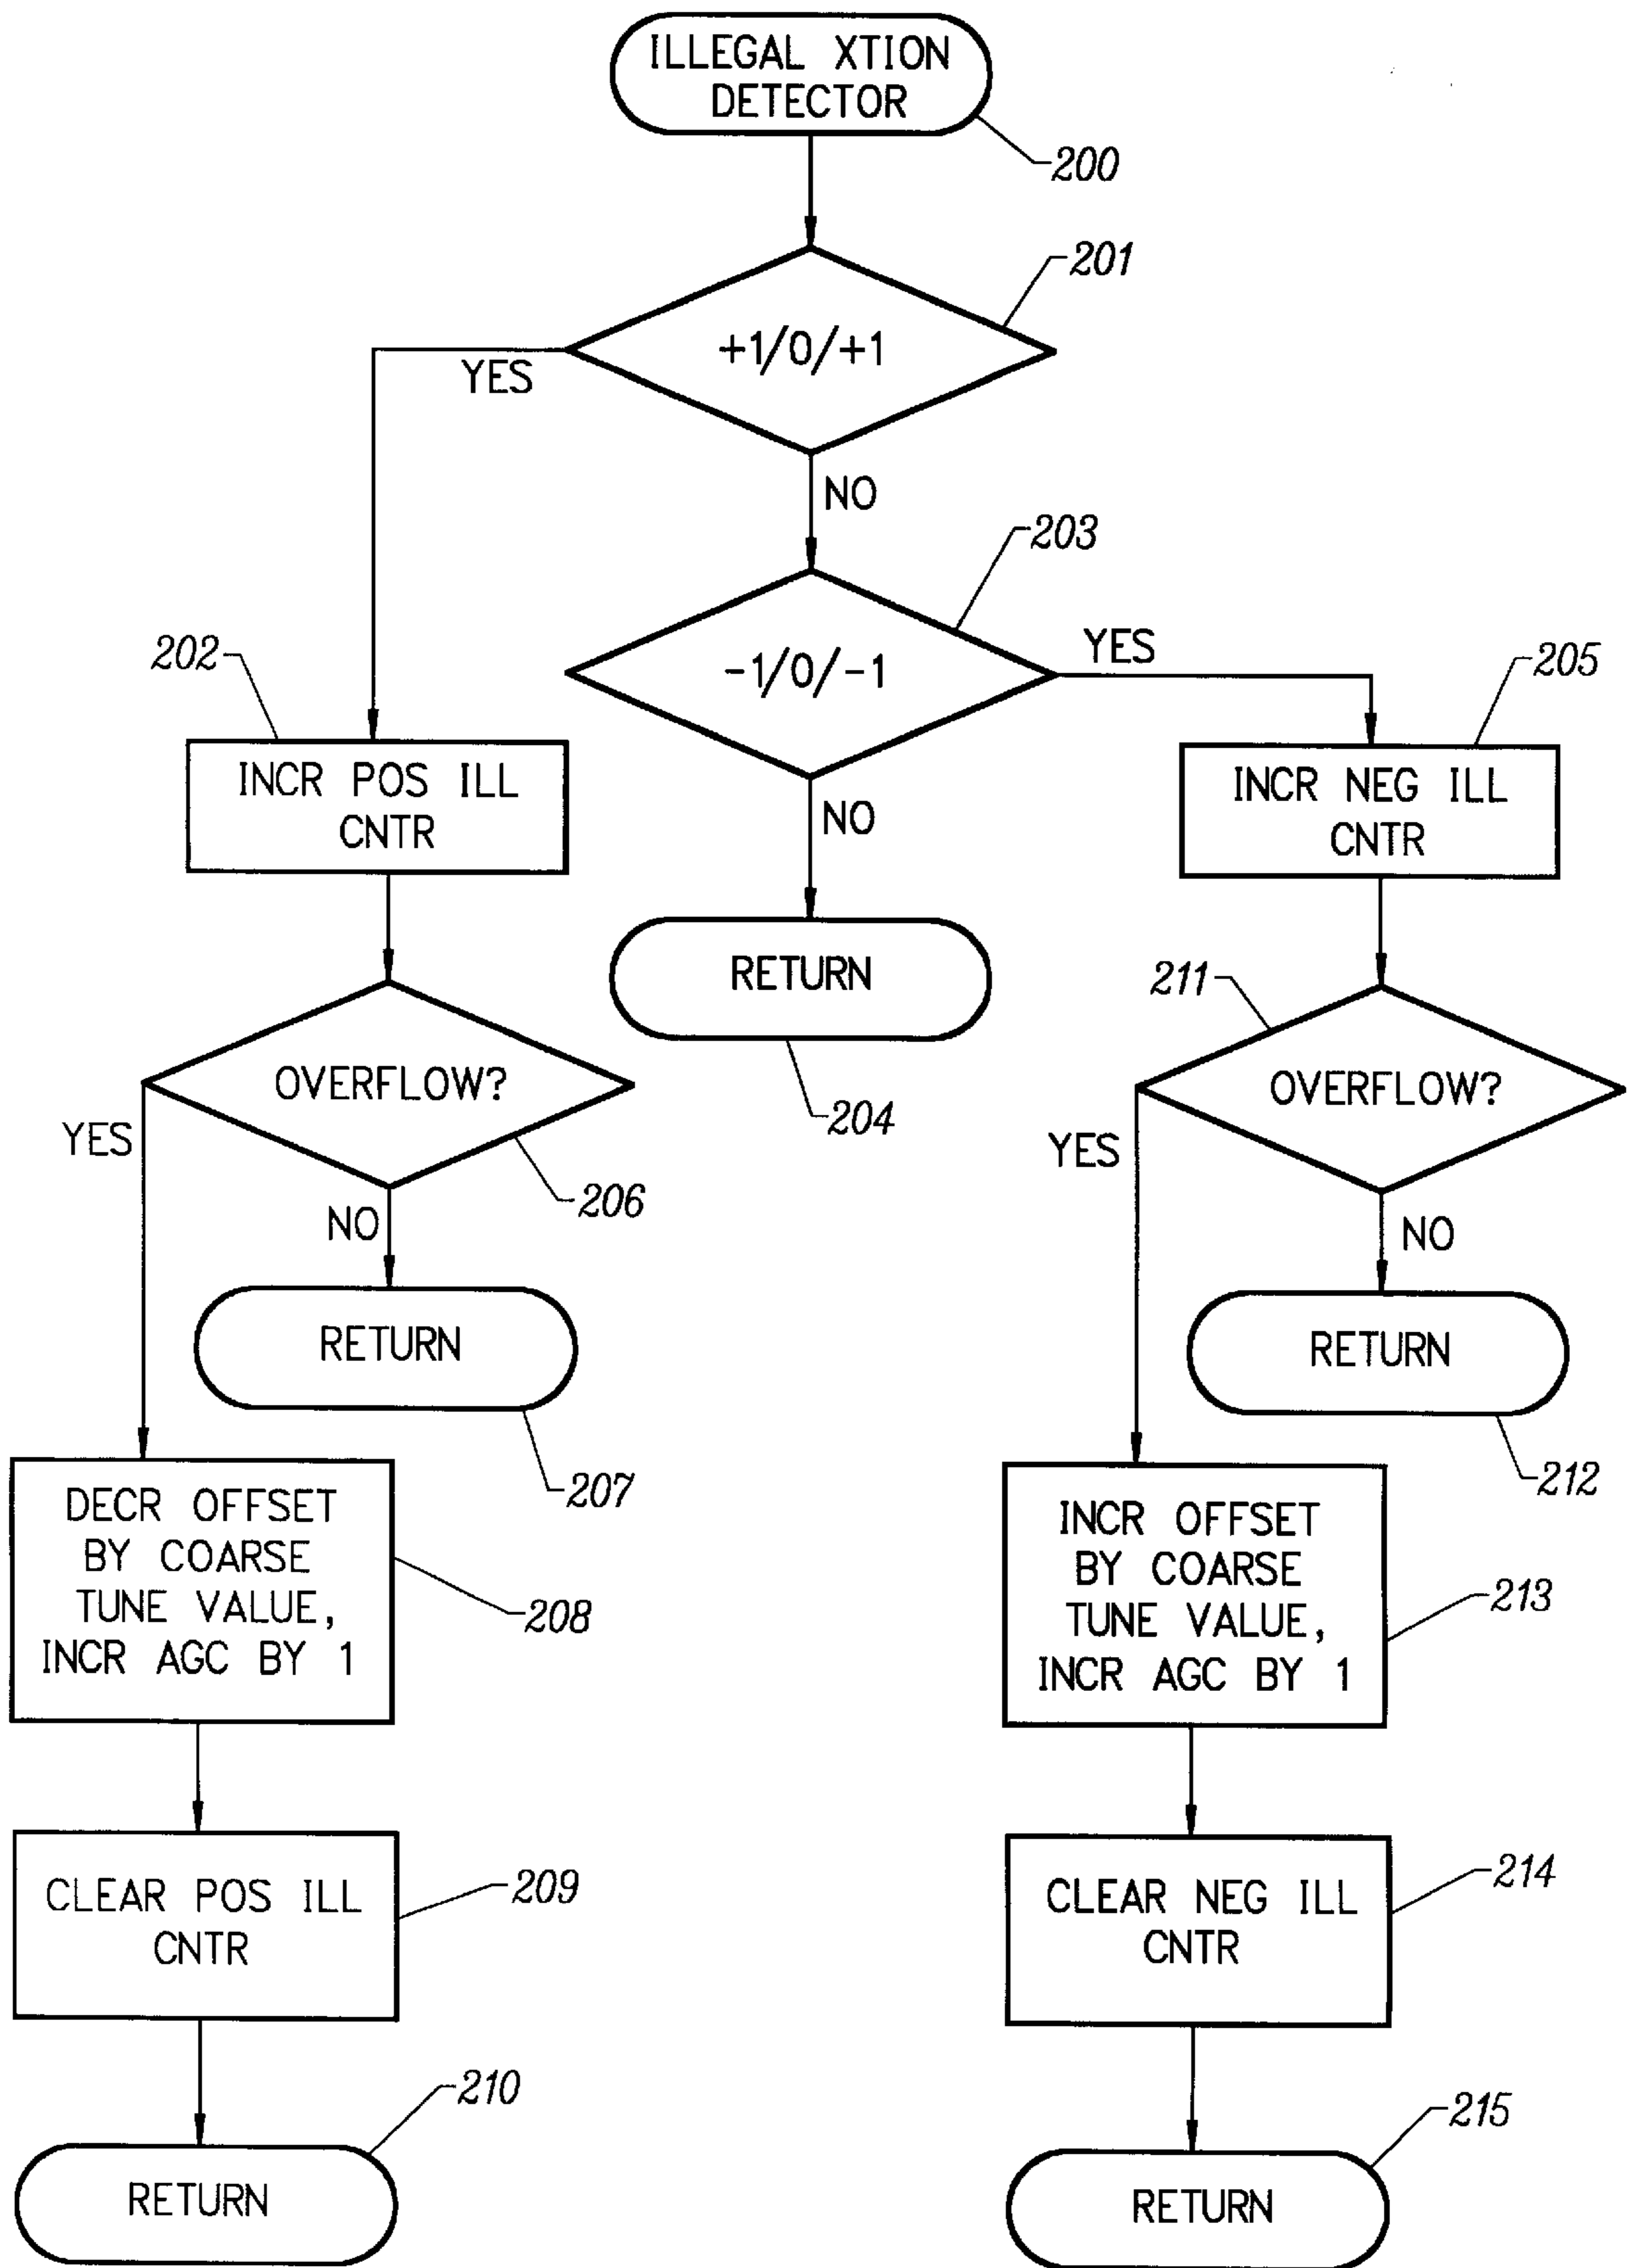 ILLEGAL XTION
DETECTOR
200
201
+1/0/+1
YES
NO
203
-1/0/-1
YES
NO
202
INCR POS ILL
CNTR
205
INCR NEG ILL
CNTR
RETURN
204
OVERFLOW?
206
YES
NO
211
OVERFLOW?
YES
NO
RETURN
207
RETURN
212
DECR OFFSET
BY COARSE
TUNE VALUE,
INCR AGC BY 1
208
INCR OFFSET
BY COARSE
TUNE VALUE,
INCR AGC BY 1
213
CLEAR POS ILL
CNTR
209
CLEAR NEG ILL
CNTR
214
210
RETURN
215
RETURN